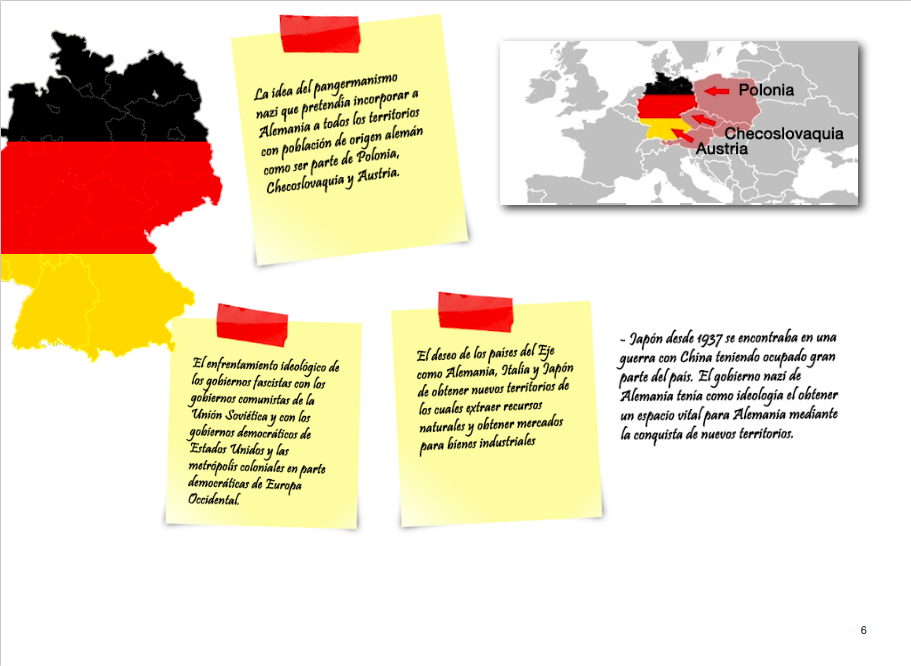 La idea del pangermanismo
nazi que pretendía incorporar a
Alemania a todos los territorios
con población de origen alemán
como ser parte de Polonia,
Checoslovaquia y Austria.
Polonia
Checoslovaquia
Austria
El enfrentamiento ideológico de
los gobiernos fascistas con los
gobiernos comunistas de la
Unión Soviética y con los
gobiernos democráticos de
Estados Unidos y las
metrópolis coloniales en parte
democráticas de Europa
Occidental.
El deseo de los países del Eje
como Alemania, Italia y Japón
de obtener nuevos territorios de
los cuales extraer recursos
naturales y obtener mercados
para bienes industriales
- Japón desde 1937 se encontraba en una
guerra con China teniendo ocupado gran
parte del país. El gobierno nazi de
Alemania tenía como ideología el obtener
un espacio vital para Alemania mediante
la conquista de nuevos territorios.
6